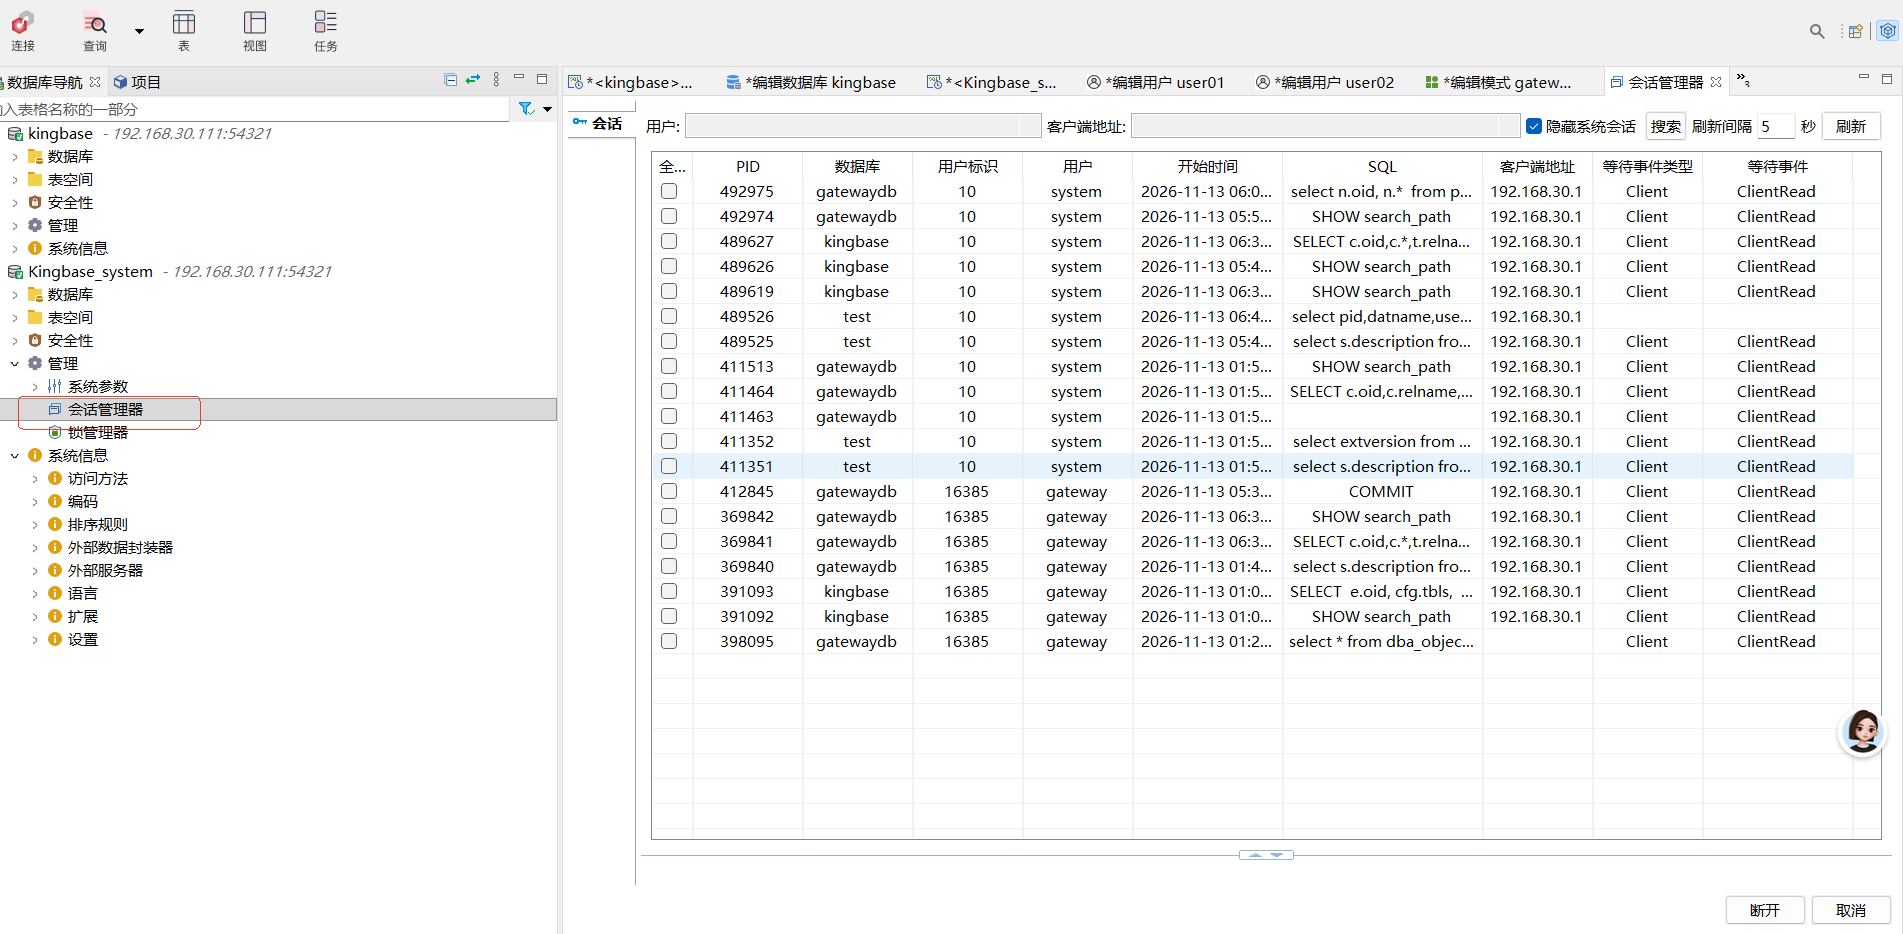 连接 查询 表 视图 任务
数据库导航 项目
入表格名称的一部分
kingbase - 192.168.30.111:54321
数据库
表空间
安全性
管理
系统信息
Kingbase_system - 192.168.30.111:54321
数据库
表空间
安全性
管理
系统参数
会话管理器
锁管理器
系统信息
访问方法
编码
排序规则
外部数据封装器
外部服务器
语言
扩展
设置
*<kingbase>... *编辑数据库 kingbase *<Kingbase_s... *编辑用户 user01 *编辑用户 user02 *编辑模式 gatew... 会话管理器 »3
会话
用户: 客户端地址: 隐藏系统会话 搜索 刷新间隔 5 秒 刷新
全... PID 数据库 用户标识 用户 开始时间 SQL 客户端地址 等待事件类型 等待事件
492975 gatewaydb 10 system 2026-11-13 06:0... select n.oid, n.* from p... 192.168.30.1 Client ClientRead
492974 gatewaydb 10 system 2026-11-13 05:5... SHOW search_path 192.168.30.1 Client ClientRead
489627 kingbase 10 system 2026-11-13 06:3... SELECT c.oid,c.*,t.relna... 192.168.30.1 Client ClientRead
489626 kingbase 10 system 2026-11-13 05:4... SHOW search_path 192.168.30.1 Client ClientRead
489619 kingbase 10 system 2026-11-13 06:3... SHOW search_path 192.168.30.1 Client ClientRead
489526 test 10 system 2026-11-13 06:4... select pid,datname,use... 192.168.30.1
489525 test 10 system 2026-11-13 05:4... select s.description fro... 192.168.30.1 Client ClientRead
411513 gatewaydb 10 system 2026-11-13 01:5... SHOW search_path 192.168.30.1 Client ClientRead
411464 gatewaydb 10 system 2026-11-13 01:5... SELECT c.oid,c.relname,... 192.168.30.1 Client ClientRead
411463 gatewaydb 10 system 2026-11-13 01:5... 192.168.30.1 Client ClientRead
411352 test 10 system 2026-11-13 01:5... select extversion from ... 192.168.30.1 Client ClientRead
411351 test 10 system 2026-11-13 01:5... select s.description fro... 192.168.30.1 Client ClientRead
412845 gatewaydb 16385 gateway 2026-11-13 05:3... COMMIT 192.168.30.1 Client ClientRead
369842 gatewaydb 16385 gateway 2026-11-13 06:3... SHOW search_path 192.168.30.1 Client ClientRead
369841 gatewaydb 16385 gateway 2026-11-13 06:3... SELECT c.oid,c.*,t.relna... 192.168.30.1 Client ClientRead
369840 gatewaydb 16385 gateway 2026-11-13 01:4... select s.description fro... 192.168.30.1 Client ClientRead
391093 kingbase 16385 gateway 2026-11-13 01:0... SELECT e.oid, cfg.tbls, ... 192.168.30.1 Client ClientRead
391092 kingbase 16385 gateway 2026-11-13 01:0... SHOW search_path 192.168.30.1 Client ClientRead
398095 gatewaydb 16385 gateway 2026-11-13 01:2... select * from dba_objec... Client ClientRead
断开 取消